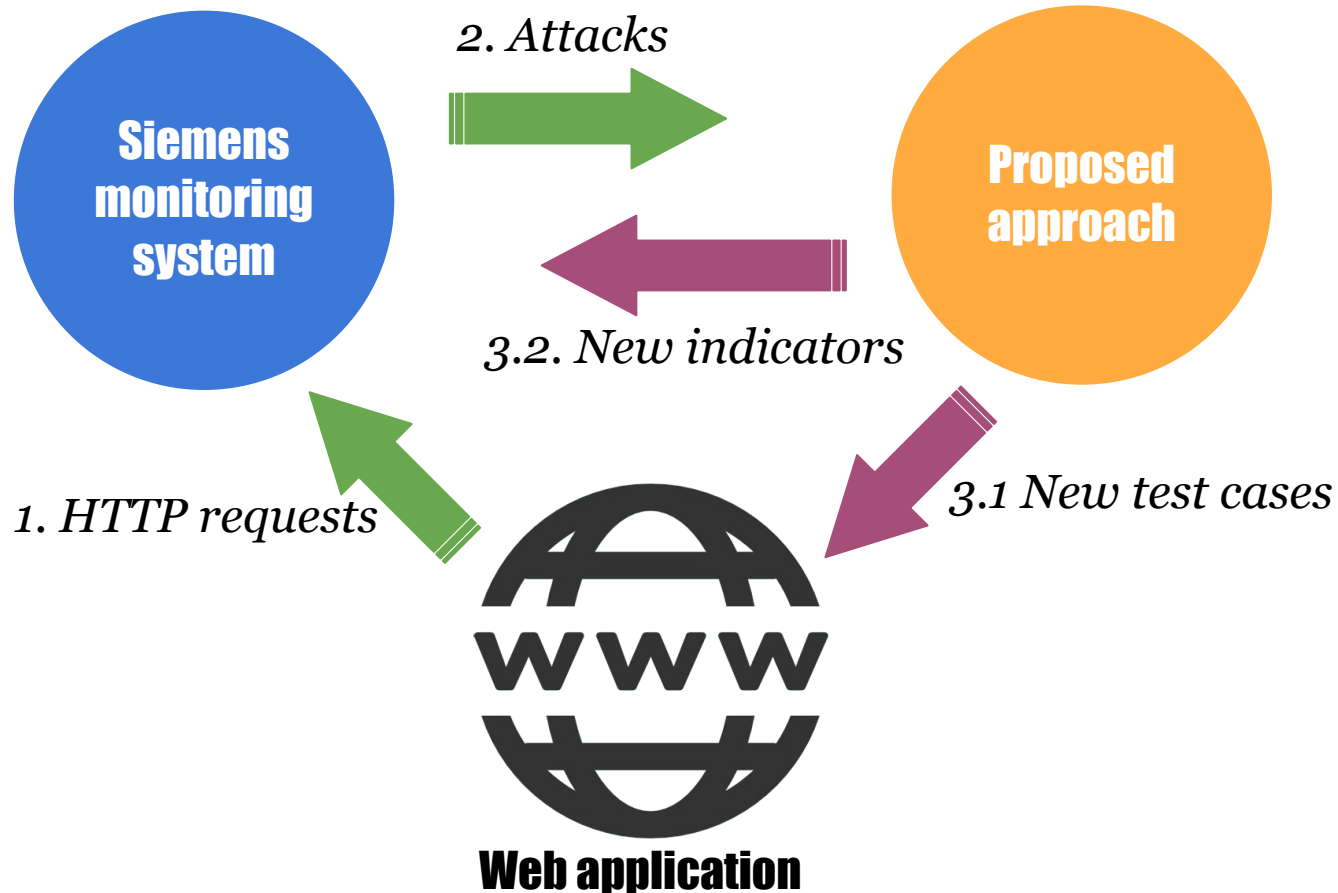 2. Attacks
Siemens
monitoring
system
Proposed
approach
3.2. New indicators
1. HTTP requests
3.1 New test cases
www
Web application